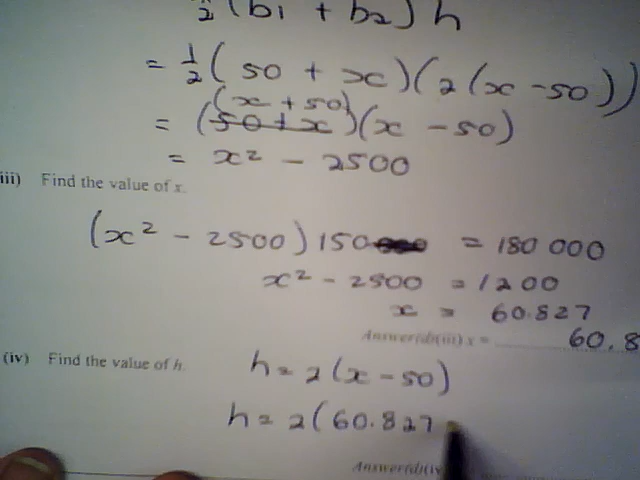 ½ (b1 + b2) h
= ½ ( 50 + x ) ( 2 ( x - 50 ) )
(x + 50)
= (50 + x) (x - 50)
= x² - 2500
iii) Find the value of x.
(x² - 2500) 150 = 180 000
x² - 2500 = 1200
x = 60.827
Answer(d)(iii) x = 60.8
(iv) Find the value of h.
h = 2 (x - 50)
h = 2 ( 60.827
Answer(d)(iv